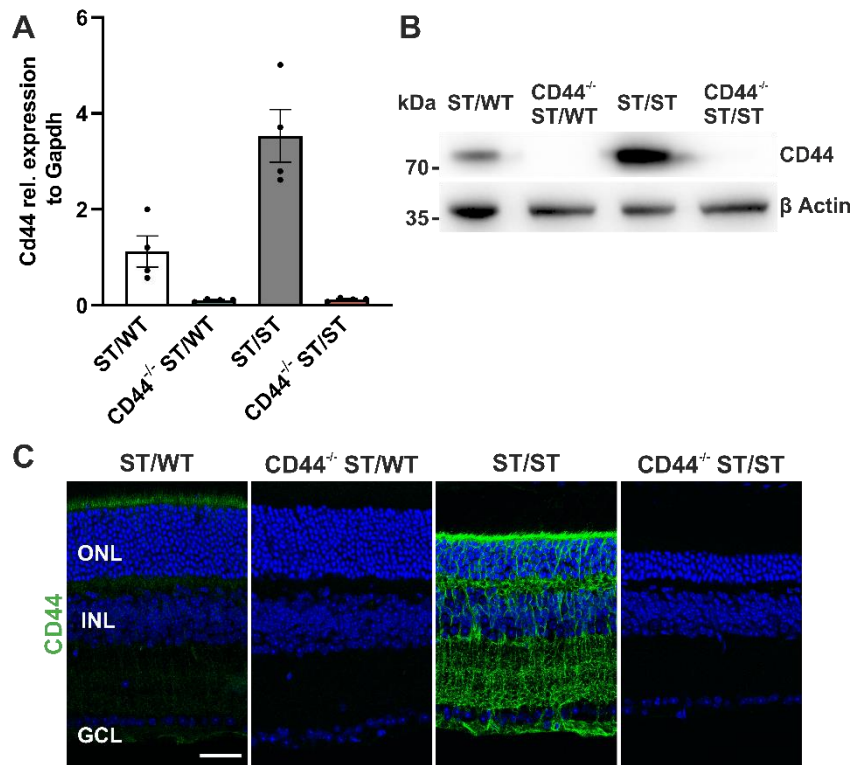 A
Cd44 rel. expression
to Gapdh
6
4
2
0
ST/WT
CD44-/- ST/WT
ST/ST
CD44-/- ST/ST
B
kDa
ST/WT
CD44-/-
ST/WT
ST/ST
CD44-/-
ST/ST
70-
CD44
35-
β Actin
C
ST/WT
CD44-/- ST/WT
ST/ST
CD44-/- ST/ST
CD44
ONL
INL
GCL